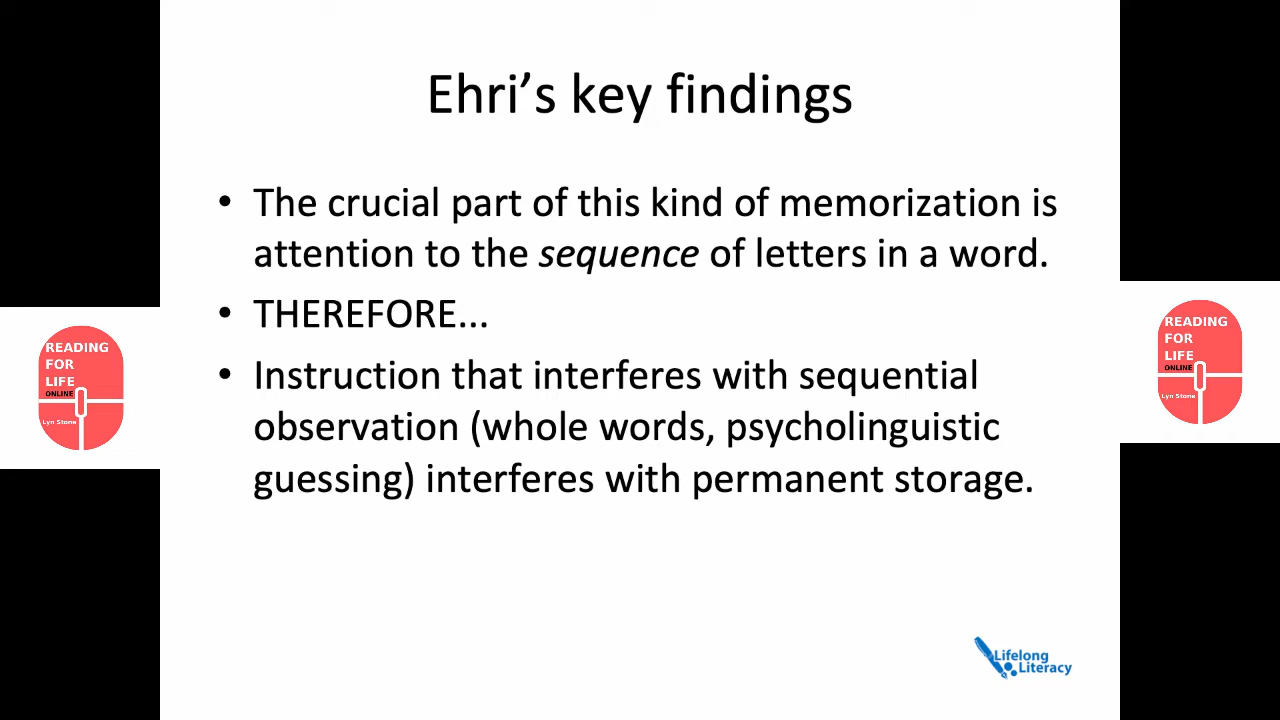 Ehri’s key findings
• The crucial part of this kind of memorization is
attention to the sequence of letters in a word.
• THEREFORE...
• Instruction that interferes with sequential
observation (whole words, psycholinguistic
guessing) interferes with permanent storage.
READING
FOR
LIFE
ONLINE
Lyn Stone
READING
FOR
LIFE
ONLINE
Lyn Stone
Lifelong
Literacy